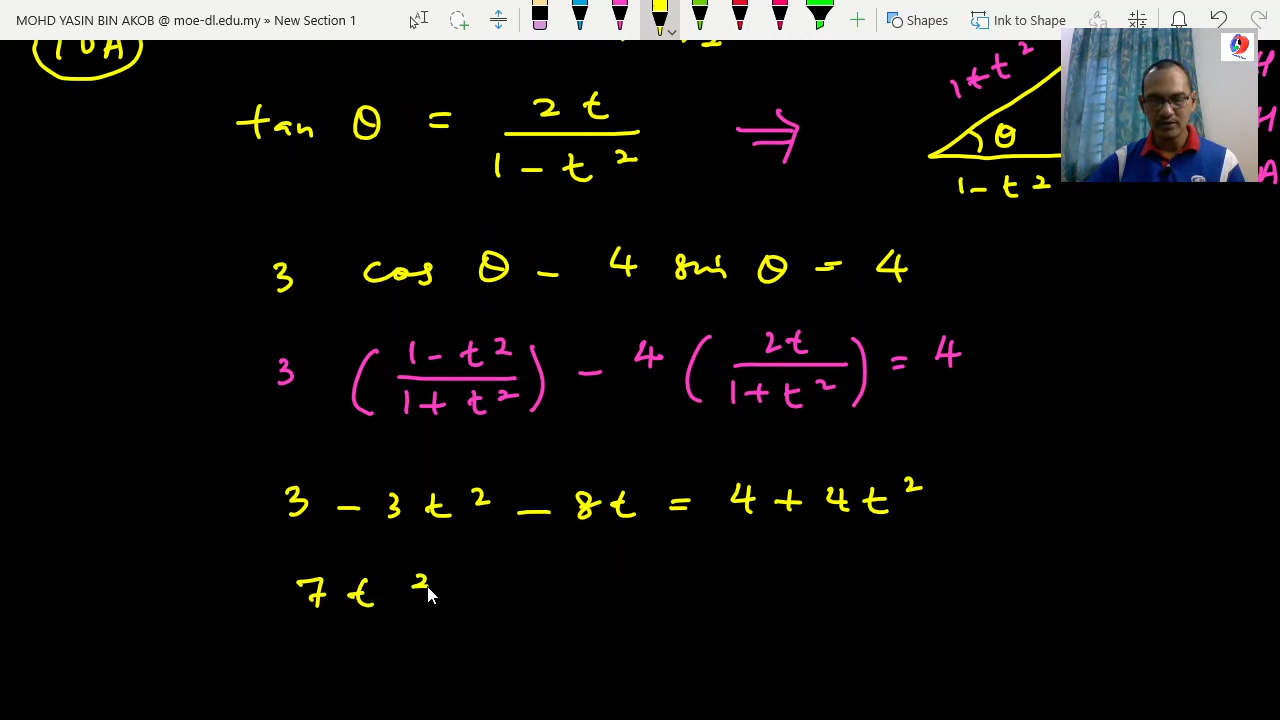 MOHD YASIN BIN AKOB @ moe-dl.edu.my » New Section 1
Shapes
Ink to Shape
tan θ = 2t / 1 - t²
⇒
1+t²
θ
1 - t²
H
H
A
3 cos θ - 4 sin θ = 4
3 (1 - t² / 1 + t²) - 4 (2t / 1 + t²) = 4
3 - 3t² - 8t = 4 + 4t²
7t²